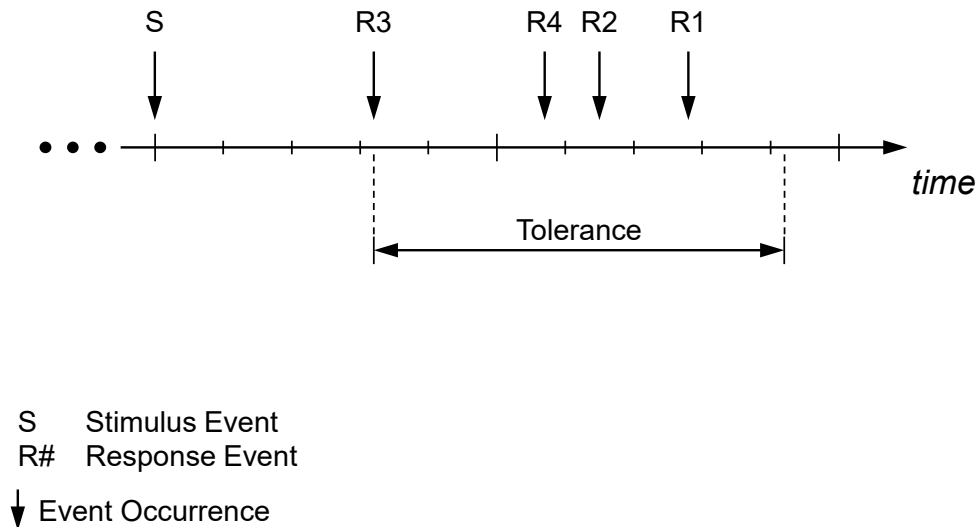 S R3 R4 R2 R1
time
Tolerance
S Stimulus Event
R# Response Event
Event Occurrence